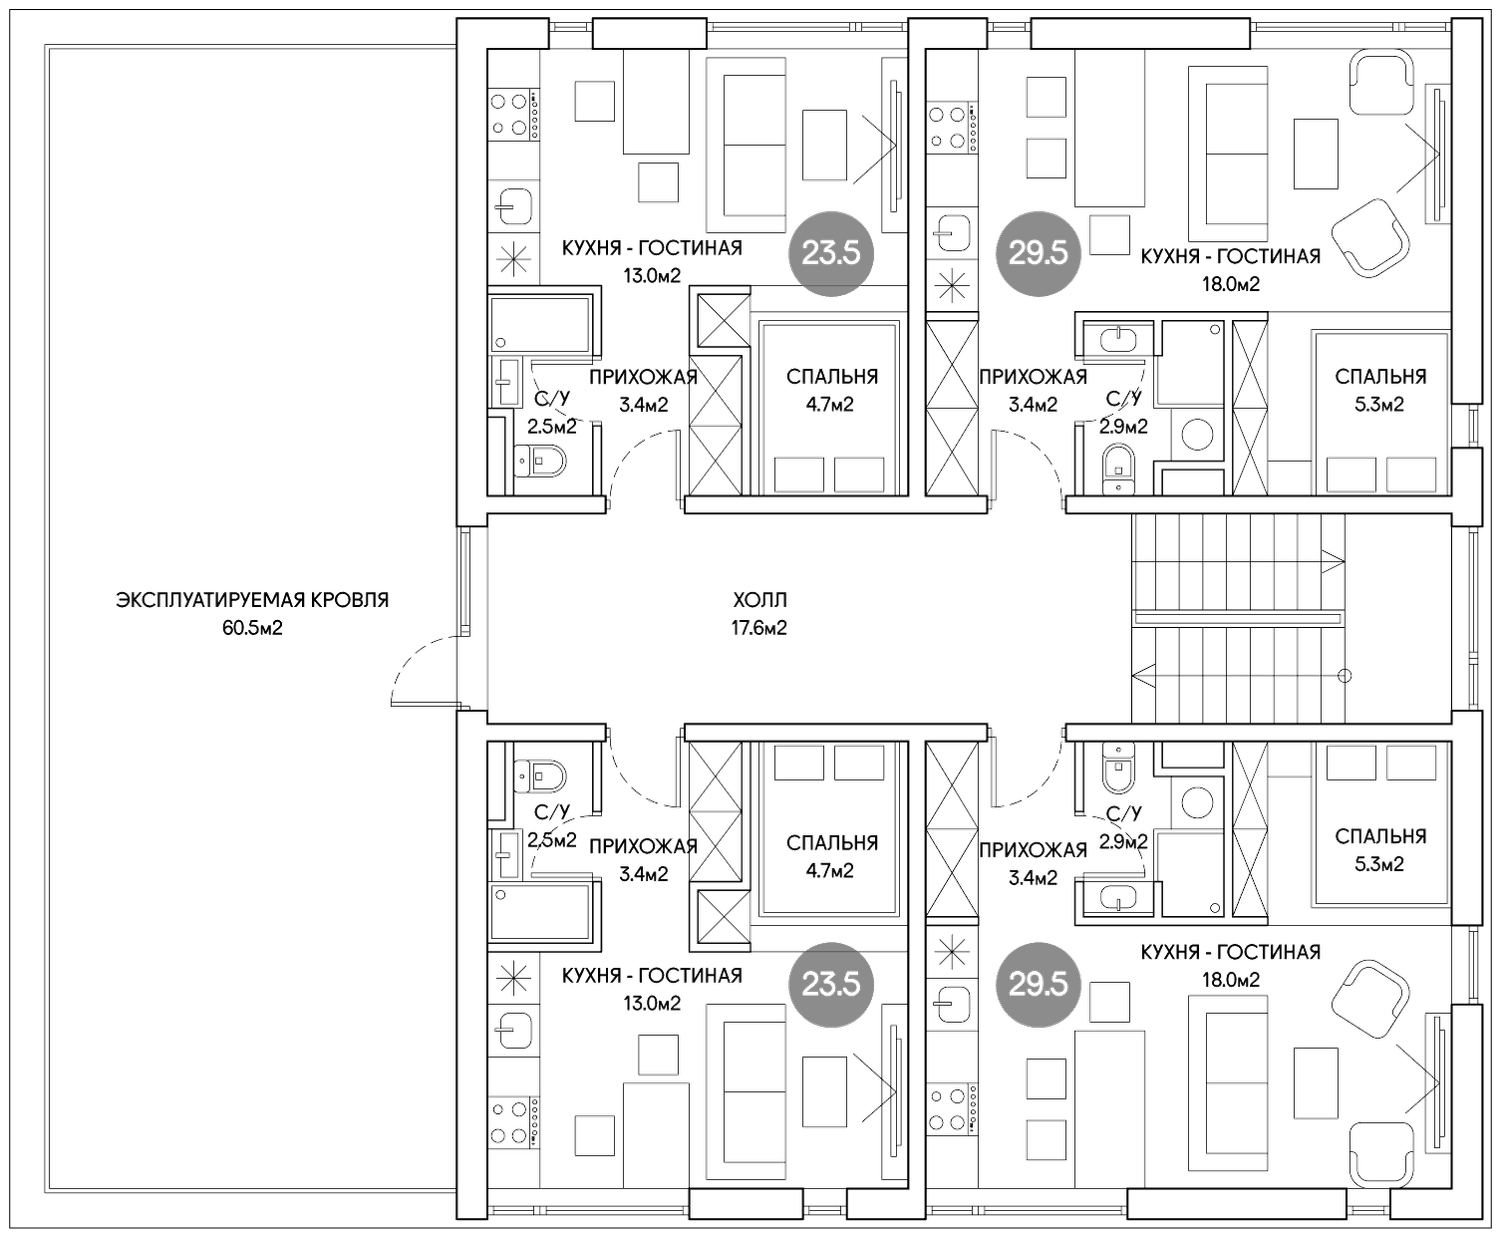 КУХНЯ - ГОСТИНАЯ
13.0м2
23.5
29.5
КУХНЯ - ГОСТИНАЯ
18.0м2
ПРИХОЖАЯ
3.4м2
С/У
2.5м2
СПАЛЬНЯ
4.7м2
ПРИХОЖАЯ
3.4м2
С/У
2.9м2
СПАЛЬНЯ
5.3м2
ЭКСПЛУАТИРУЕМАЯ КРОВЛЯ
60.5м2
ХОЛЛ
17.6м2
С/У
2.5м2
ПРИХОЖАЯ
3.4м2
СПАЛЬНЯ
4.7м2
С/У
2.9м2
ПРИХОЖАЯ
3.4м2
СПАЛЬНЯ
5.3м2
КУХНЯ - ГОСТИНАЯ
13.0м2
23.5
29.5
КУХНЯ - ГОСТИНАЯ
18.0м2